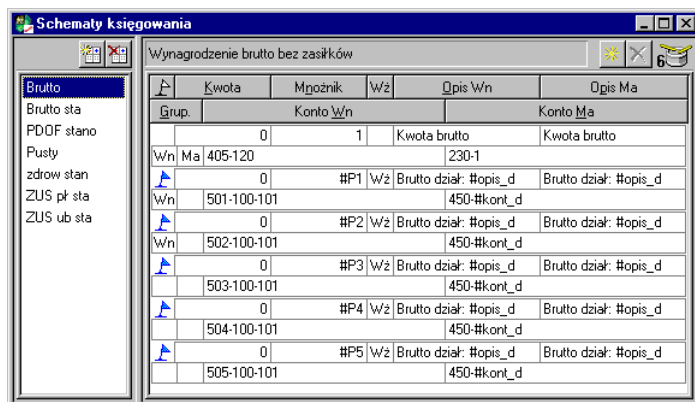 Schematy księgowania
Wynagrodzenie brutto bez zasiłków
6
Brutto
Brutto sta
PDOF stano
Pusty
zdrow stan
ZUS pł sta
ZUS ub sta
Kwota Mnożnik Wż Opis Wn Opis Ma
Grup. Konto Wn Konto Ma
0 1 Kwota brutto Kwota brutto
Wn Ma 405-120 230-1
0 #P1 Wż Brutto dział: #opis_d Brutto dział: #opis_d
Wn 501-100-101 450-#kont_d
0 #P2 Wż Brutto dział: #opis_d Brutto dział: #opis_d
Wn 502-100-101 450-#kont_d
0 #P3 Wż Brutto dział: #opis_d Brutto dział: #opis_d
503-100-101 450-#kont_d
0 #P4 Wż Brutto dział: #opis_d Brutto dział: #opis_d
504-100-101 450-#kont_d
0 #P5 Wż Brutto dział: #opis_d Brutto dział: #opis_d
505-100-101 450-#kont_d